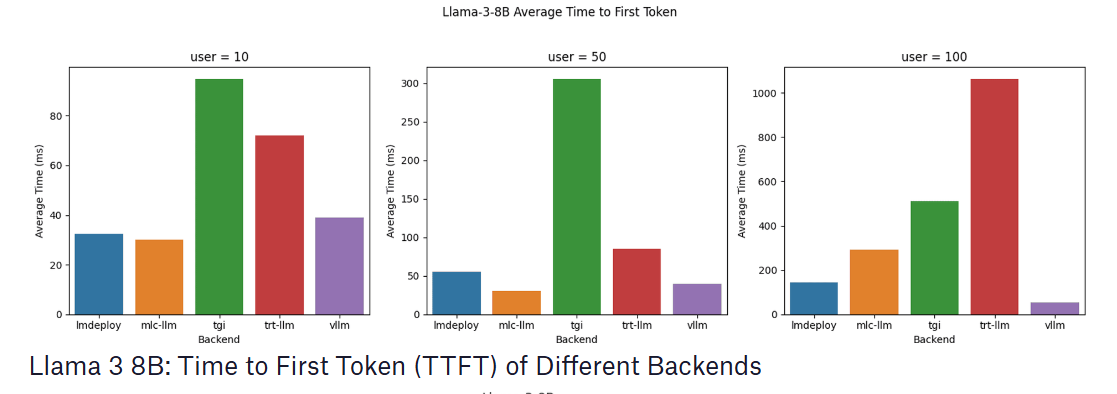 Llama-3-8B Average Time to First Token
user = 10
80
60
40
20
0
Average Time (ms)
lmdeploy mlc-llm tgi trt-llm vllm
Backend
user = 50
300
250
200
150
100
50
0
Average Time (ms)
lmdeploy mlc-llm tgi trt-llm vllm
Backend
user = 100
1000
800
600
400
200
0
Average Time (ms)
lmdeploy mlc-llm tgi trt-llm vllm
Backend
Llama 3 8B: Time to First Token (TTFT) of Different Backends